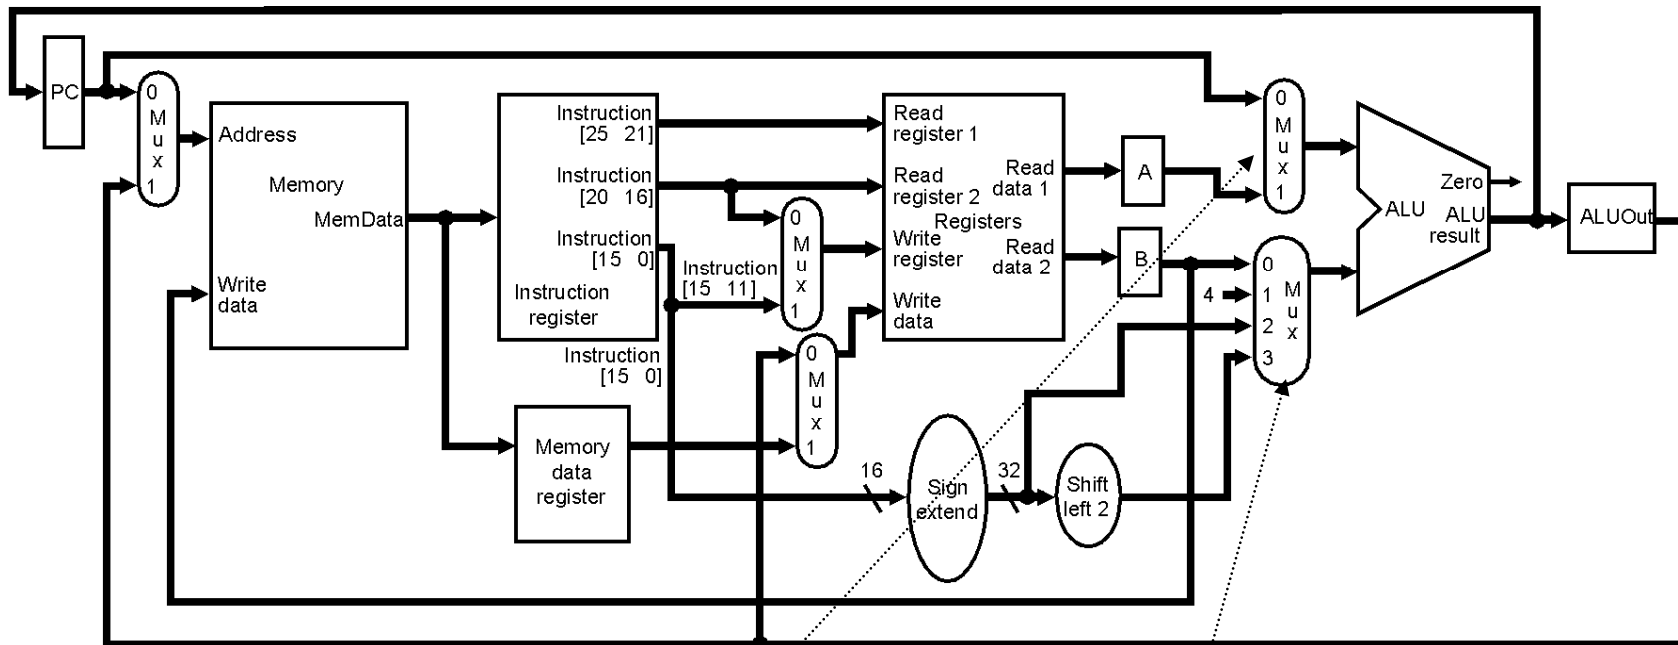 PC
0
M
u
x
1
Address
Memory
MemData
Write
data
Instruction
[25 21]
Instruction
[20 16]
Instruction
[15 0]
Instruction
register
Instruction
[15 0]
Instruction
[15 11]
Memory
data
register
0
M
u
x
1
0
M
u
x
1
Read
register 1
Read
register 2
Registers
Write
register
Write
data
Read
data 1
Read
data 2
16
Sign
extend
32
Shift
left 2
A
B
4
0
M
u
x
1
0
1
2
3
M
u
x
ALU
Zero
ALU
result
ALUOut